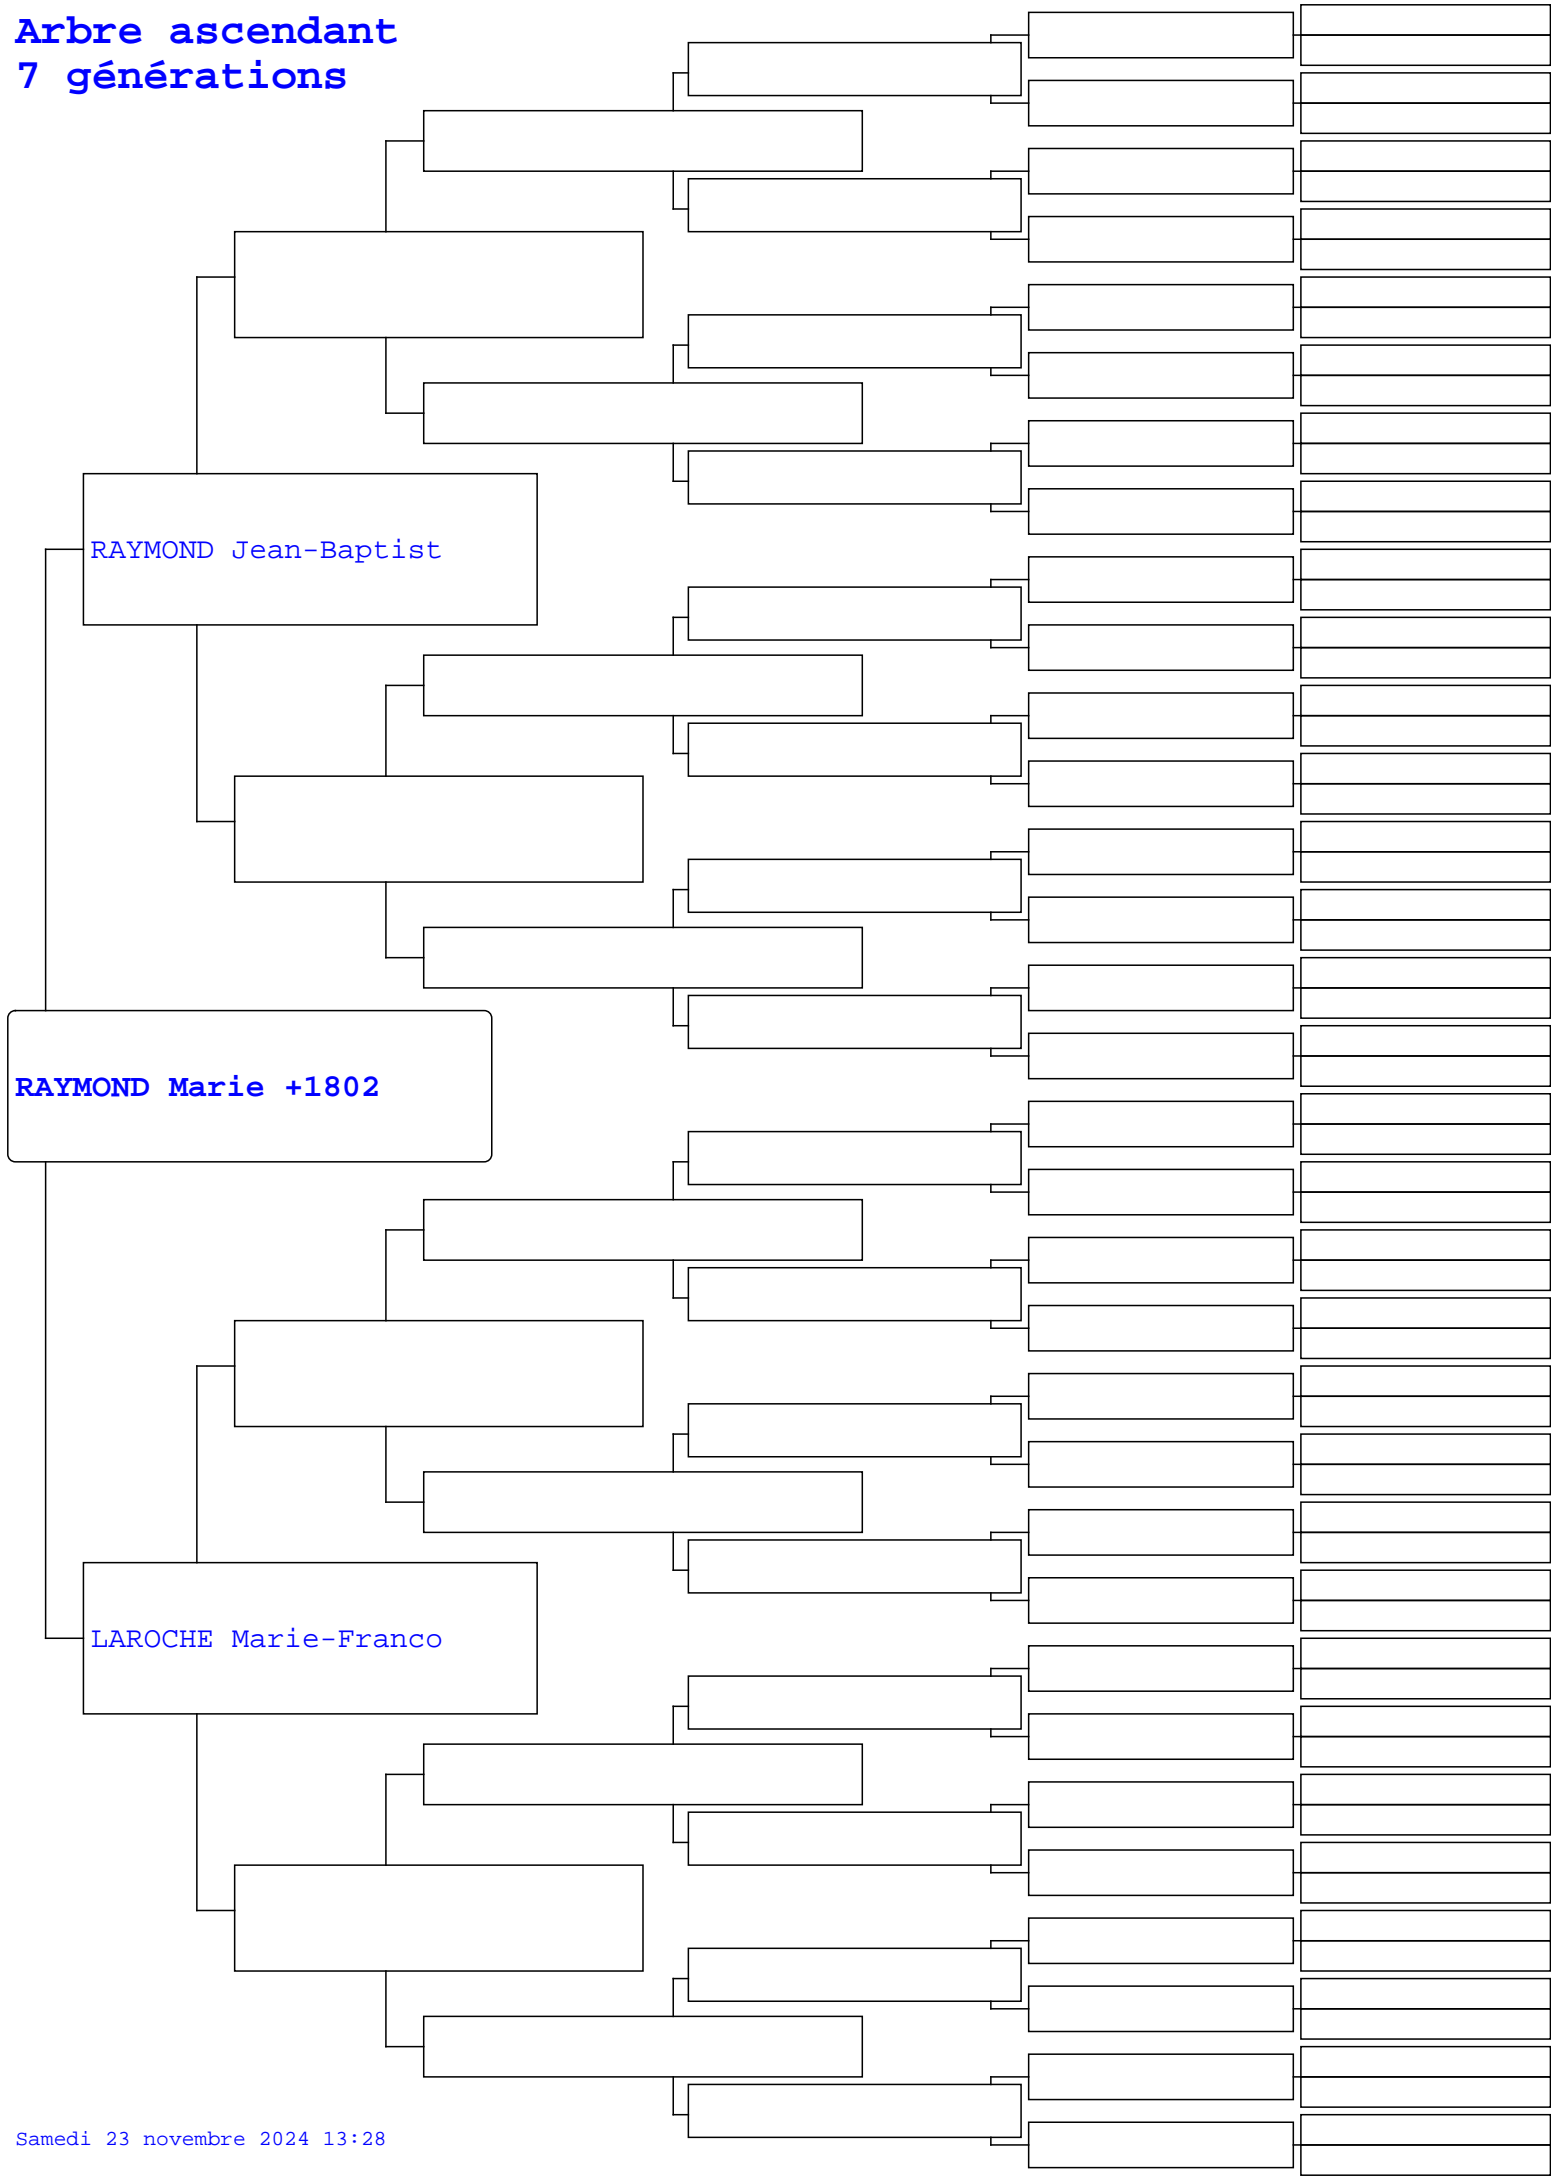 Arbre ascendant
7 générations
RAYMOND Jean-Baptist
RAYMOND Marie +1802
LAROCHE Marie-Franco
Samedi 23 novembre 2024 13:28